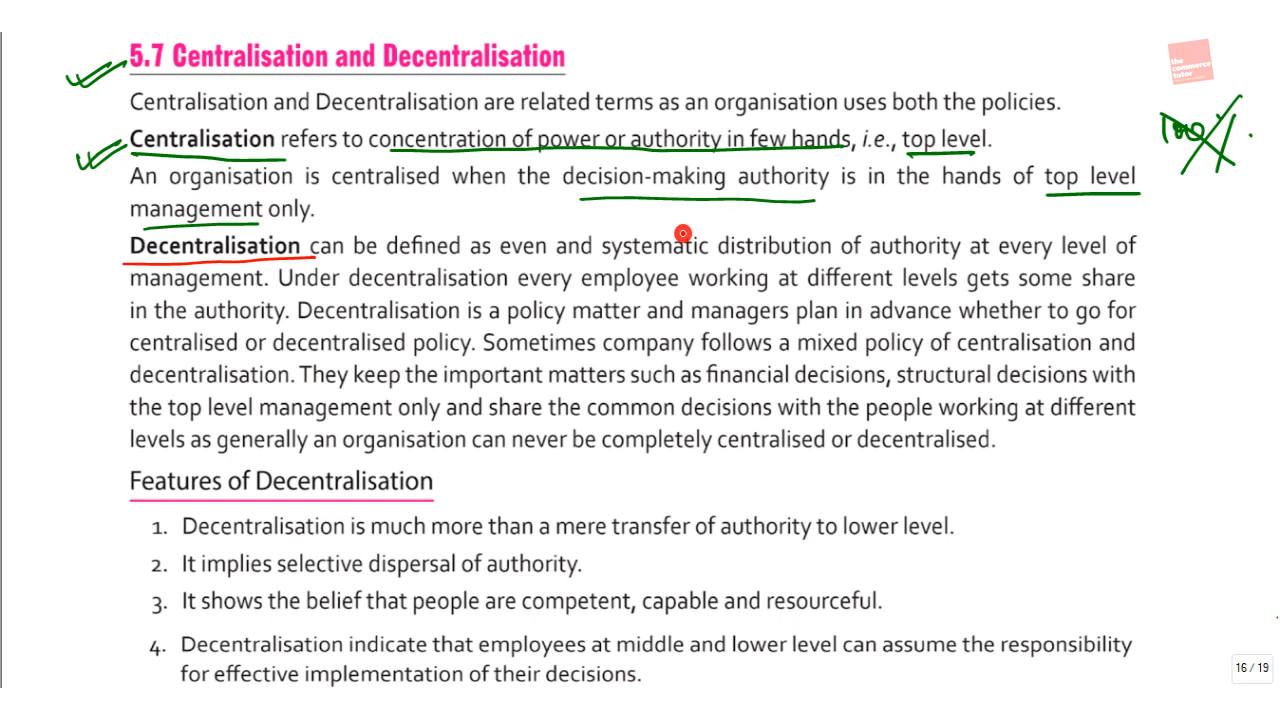 5.7 Centralisation and Decentralisation
the
commerce
tutor
Centralisation and Decentralisation are related terms as an organisation uses both the policies.
Centralisation refers to concentration of power or authority in few hands, i.e., top level.
An organisation is centralised when the decision-making authority is in the hands of top level
management only.
Decentralisation can be defined as even and systematic distribution of authority at every level of
management. Under decentralisation every employee working at different levels gets some share
in the authority. Decentralisation is a policy matter and managers plan in advance whether to go for
centralised or decentralised policy. Sometimes company follows a mixed policy of centralisation and
decentralisation. They keep the important matters such as financial decisions, structural decisions with
the top level management only and share the common decisions with the people working at different
levels as generally an organisation can never be completely centralised or decentralised.
Features of Decentralisation
1. Decentralisation is much more than a mere transfer of authority to lower level.
2. It implies selective dispersal of authority.
3. It shows the belief that people are competent, capable and resourceful.
4. Decentralisation indicate that employees at middle and lower level can assume the responsibility
for effective implementation of their decisions.
16 / 19